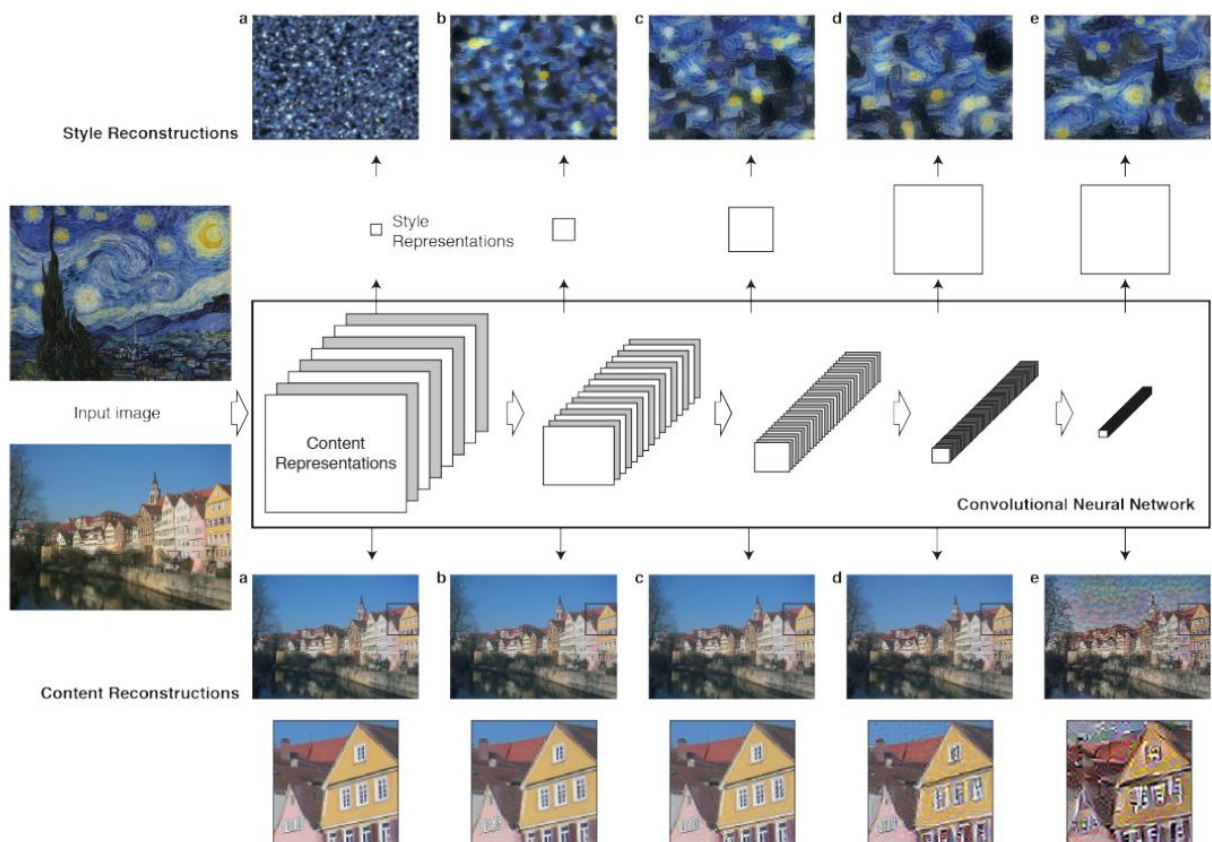 a
b
c
d
e
Style Reconstructions
Style
Representations
Input image
Content
Representations
Convolutional Neural Network
a
b
c
d
e
Content Reconstructions